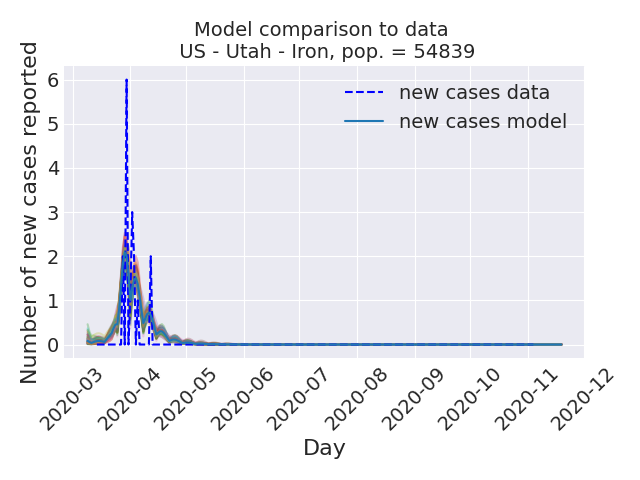 Model comparison to data
US - Utah - Iron, pop. = 54839
Number of new cases reported
6
5
4
3
2
1
0
new cases data
new cases model
2020-03
2020-04
2020-05
2020-06
2020-07
2020-08
2020-09
2020-10
2020-11
2020-12
Day